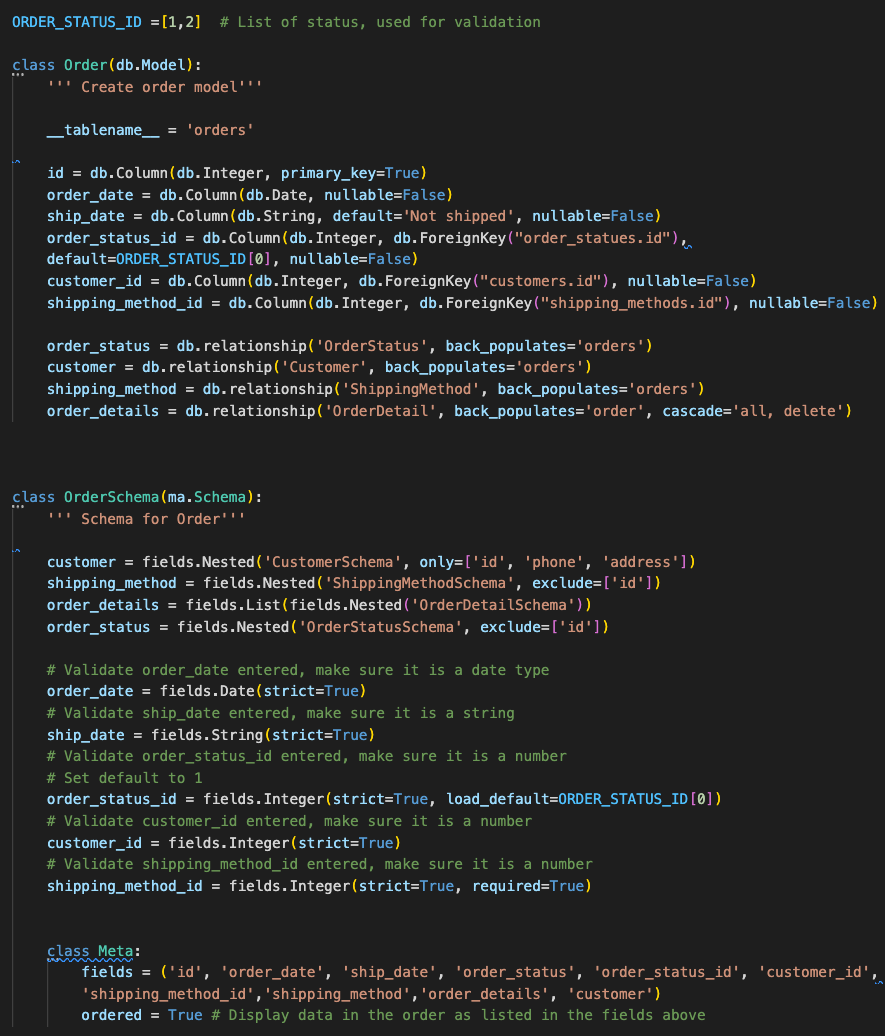 ORDER_STATUS_ID =[1,2]  # List of status, used for validation
class Order(db.Model):
    ''' Create order model'''
    __tablename__ = 'orders'
    id = db.Column(db.Integer, primary_key=True)
    order_date = db.Column(db.Date, nullable=False)
    ship_date = db.Column(db.String, default='Not shipped', nullable=False)
    order_status_id = db.Column(db.Integer, db.ForeignKey("order_statues.id"),
    default=ORDER_STATUS_ID[0], nullable=False)
    customer_id = db.Column(db.Integer, db.ForeignKey("customers.id"), nullable=False)
    shipping_method_id = db.Column(db.Integer, db.ForeignKey("shipping_methods.id"), nullable=False)
    order_status = db.relationship('OrderStatus', back_populates='orders')
    customer = db.relationship('Customer', back_populates='orders')
    shipping_method = db.relationship('ShippingMethod', back_populates='orders')
    order_details = db.relationship('OrderDetail', back_populates='order', cascade='all, delete')
class OrderSchema(ma.Schema):
    ''' Schema for Order'''
    customer = fields.Nested('CustomerSchema', only=['id', 'phone', 'address'])
    shipping_method = fields.Nested('ShippingMethodSchema', exclude=['id'])
    order_details = fields.List(fields.Nested('OrderDetailSchema'))
    order_status = fields.Nested('OrderStatusSchema', exclude=['id'])
    # Validate order_date entered, make sure it is a date type
    order_date = fields.Date(strict=True)
    # Validate ship_date entered, make sure it is a string
    ship_date = fields.String(strict=True)
    # Validate order_status_id entered, make sure it is a number
    # Set default to 1
    order_status_id = fields.Integer(strict=True, load_default=ORDER_STATUS_ID[0])
    # Validate customer_id entered, make sure it is a number
    customer_id = fields.Integer(strict=True)
    # Validate shipping_method_id entered, make sure it is a number
    shipping_method_id = fields.Integer(strict=True, required=True)
    class Meta:
        fields = ('id', 'order_date', 'ship_date', 'order_status', 'order_status_id', 'customer_id',
        'shipping_method_id','shipping_method','order_details', 'customer')
        ordered = True # Display data in the order as listed in the fields above